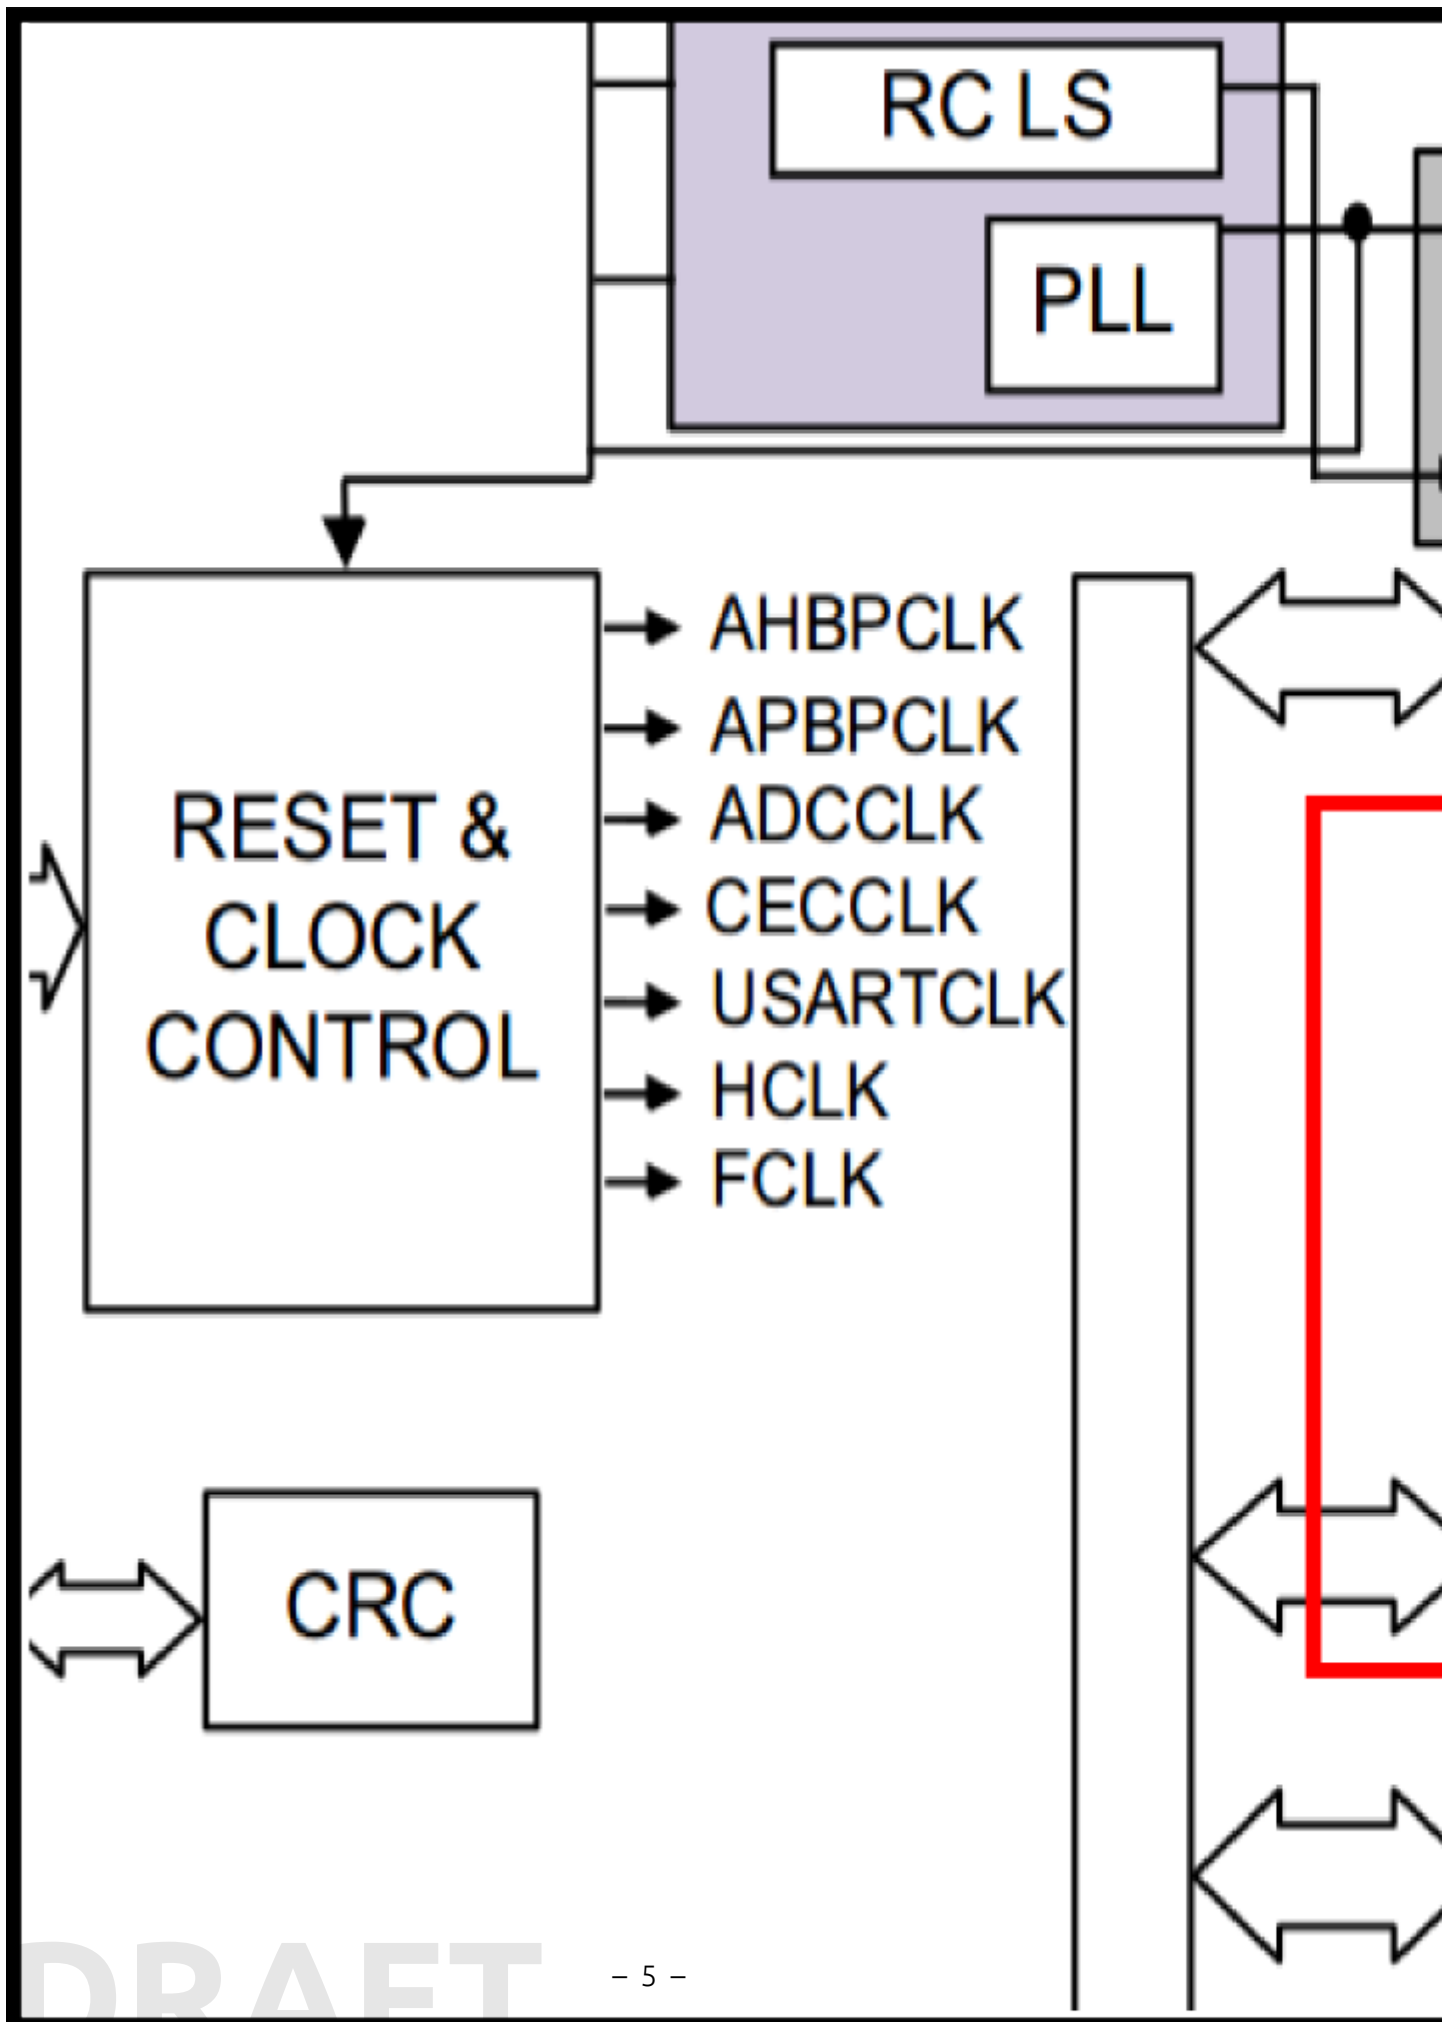 RC LS
PLL
RESET &
CLOCK
CONTROL
AHBPCLK
APBPCLK
ADCCLK
CECCLK
USARTCLK
HCLK
FCLK
CRC
DRAFT
– 5 –